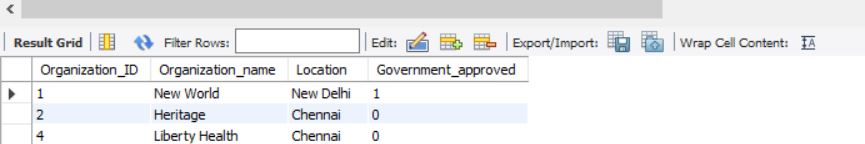 Result Grid Filter Rows: Edit: Export/Import: Wrap Cell Content:
Organization_ID Organization_name Location Government_approved
1 New World New Delhi 1
2 Heritage Chennai 0
4 Liberty Health Chennai 0